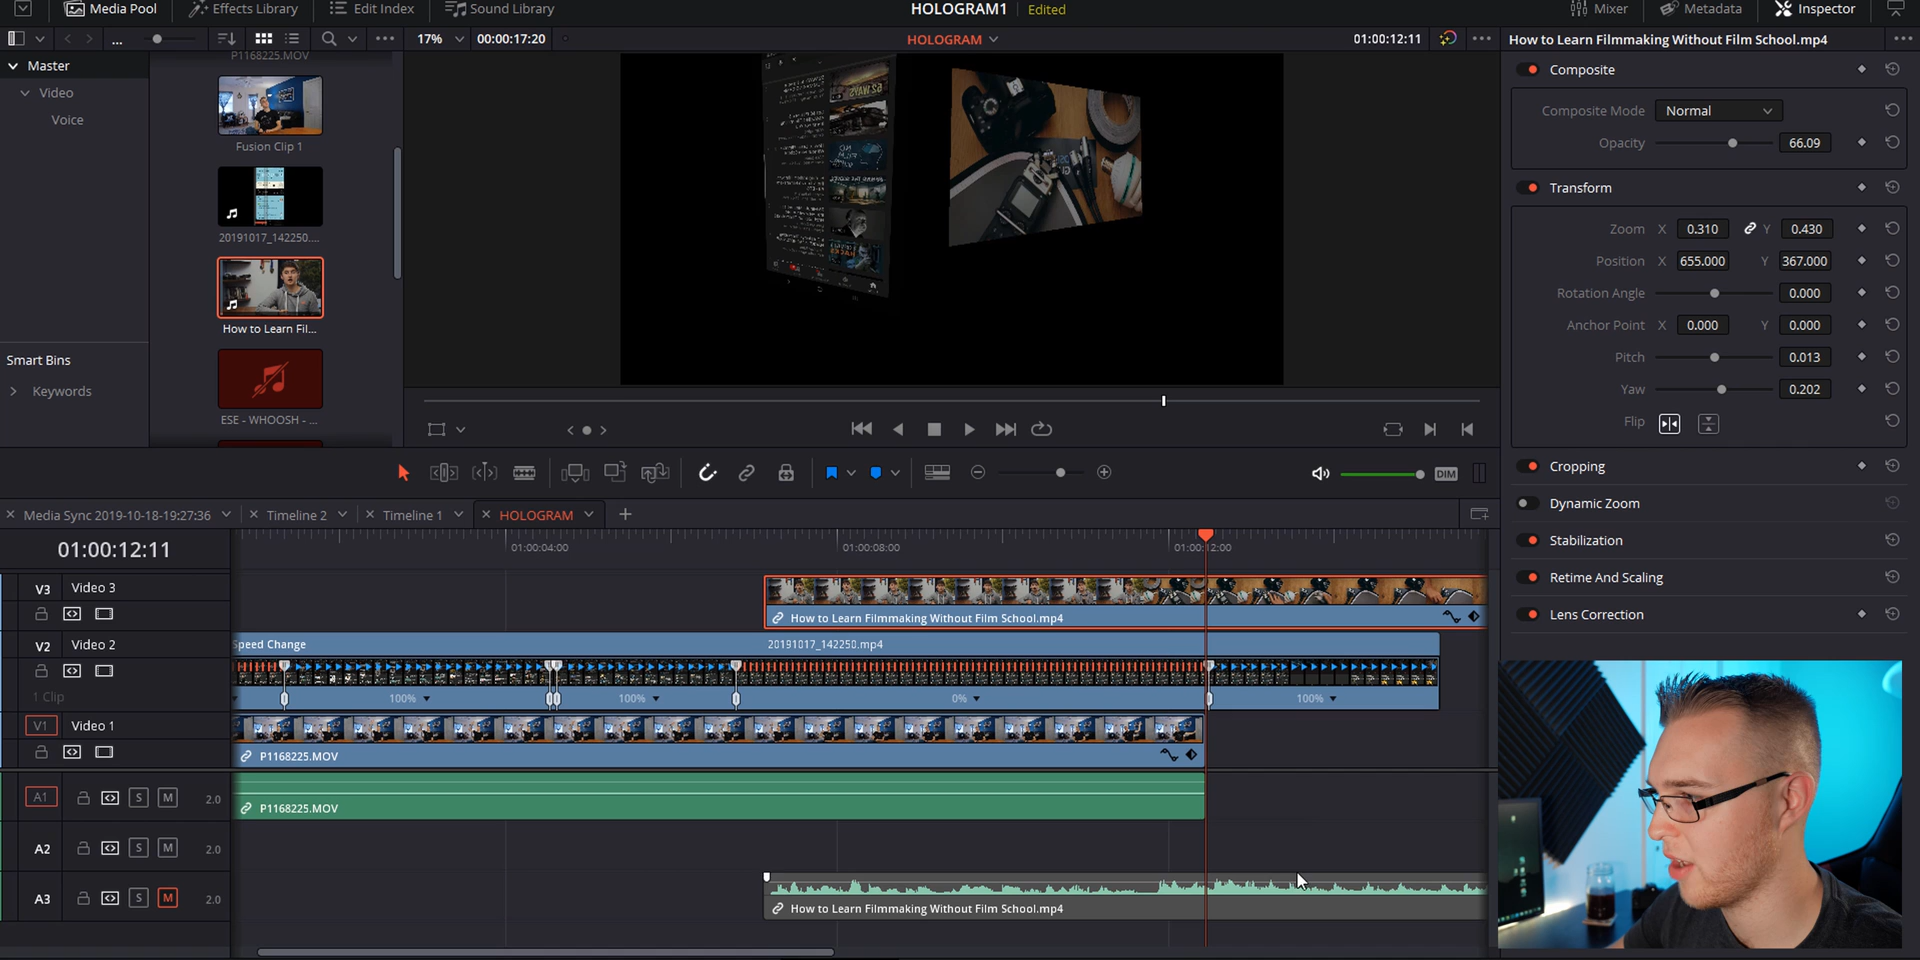 Media Pool
Effects Library
Edit Index
Sound Library
HOLOGRAM1
Edited
Mixer
Metadata
Inspector
...
17%
00:00:17:20
HOLOGRAM
01:00:12:11
How to Learn Filmmaking Without Film School.mp4
Master
Video
Voice
Smart Bins
Keywords
P1168225.MOV
Fusion Clip 1
20191017_142250....
How to Learn Fil...
ESE - WHOOSH - ...
62 WAYS
Composite
Composite Mode
Normal
Opacity
66.09
Transform
Zoom X 0.310 Y 0.430
Position X 655.000 Y 367.000
Rotation Angle 0.000
Anchor Point X 0.000 Y 0.000
Pitch 0.013
Yaw 0.202
Flip
Cropping
Dynamic Zoom
Stabilization
Retime And Scaling
Lens Correction
DIM
Media Sync 2019-10-18-19:27:36
Timeline 2
Timeline 1
HOLOGRAM
01:00:12:11
01:00:04:00
01:00:08:00
01:00:12:00
V3 Video 3
How to Learn Filmmaking Without Film School.mp4
V2 Video 2
1 Clip
Speed Change
20191017_142250.mp4
100%
100%
0%
100%
V1 Video 1
P1168225.MOV
A1 S M 2.0
P1168225.MOV
A2 S M 2.0
A3 S M 2.0
How to Learn Filmmaking Without Film School.mp4